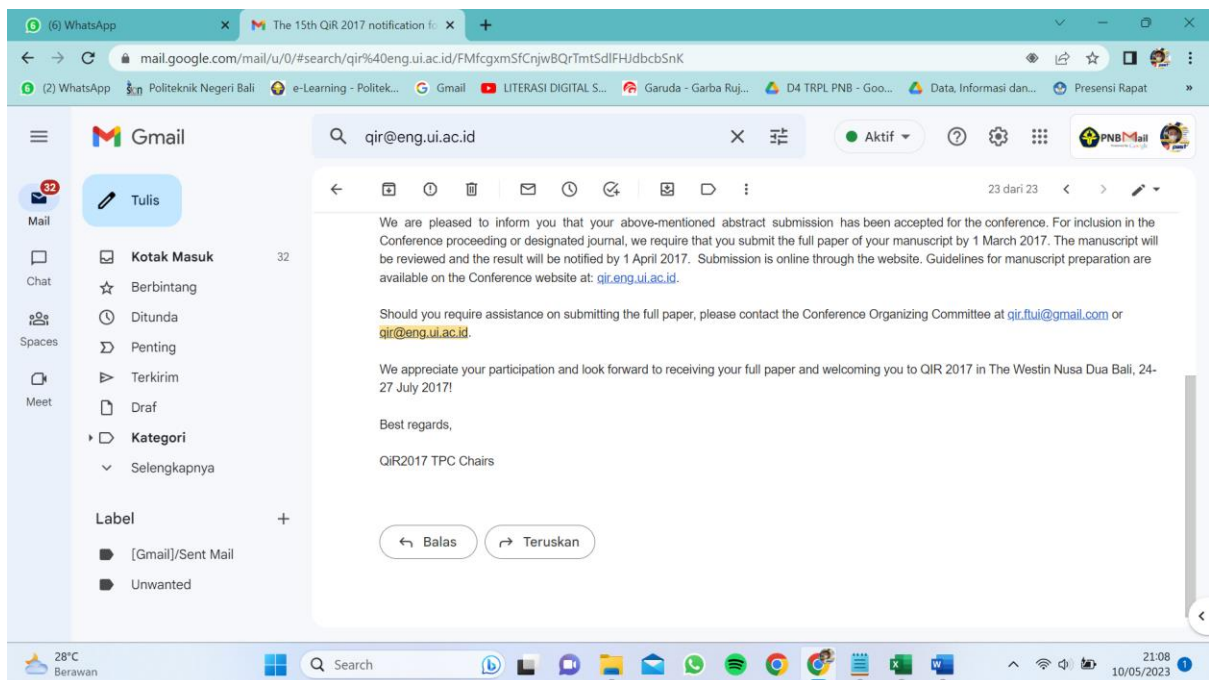 (6) WhatsApp
The 15th QiR 2017 notification fo
mail.google.com/mail/u/0/#search/qir%40eng.ui.ac.id/FMfcgxmSfCnjwBQrTmtSdlFHJdbcbSnK
(2) WhatsApp Politeknik Negeri Bali e-Learning - Politek... Gmail LITERASI DIGITAL S... Garuda - Garba Ruj... D4 TRPL PNB - Goo... Data, Informasi dan... Presensi Rapat »
Gmail
qir@eng.ui.ac.id
Aktif
PNBMail
32
Mail
Chat
Spaces
Meet
Tulis
Kotak Masuk 32
Berbintang
Ditunda
Penting
Terkirim
Draf
Kategori
Selengkapnya
Label +
[Gmail]/Sent Mail
Unwanted
23 dari 23
We are pleased to inform you that your above-mentioned abstract submission has been accepted for the conference. For inclusion in the
Conference proceeding or designated journal, we require that you submit the full paper of your manuscript by 1 March 2017. The manuscript will
be reviewed and the result will be notified by 1 April 2017. Submission is online through the website. Guidelines for manuscript preparation are
available on the Conference website at: qir.eng.ui.ac.id.
Should you require assistance on submitting the full paper, please contact the Conference Organizing Committee at qir.ftui@gmail.com or
qir@eng.ui.ac.id.
We appreciate your participation and look forward to receiving your full paper and welcoming you to QIR 2017 in The Westin Nusa Dua Bali, 24-
27 July 2017!
Best regards,
QiR2017 TPC Chairs
Balas
Teruskan
28°C
Berawan
Search
21:08
10/05/2023
1